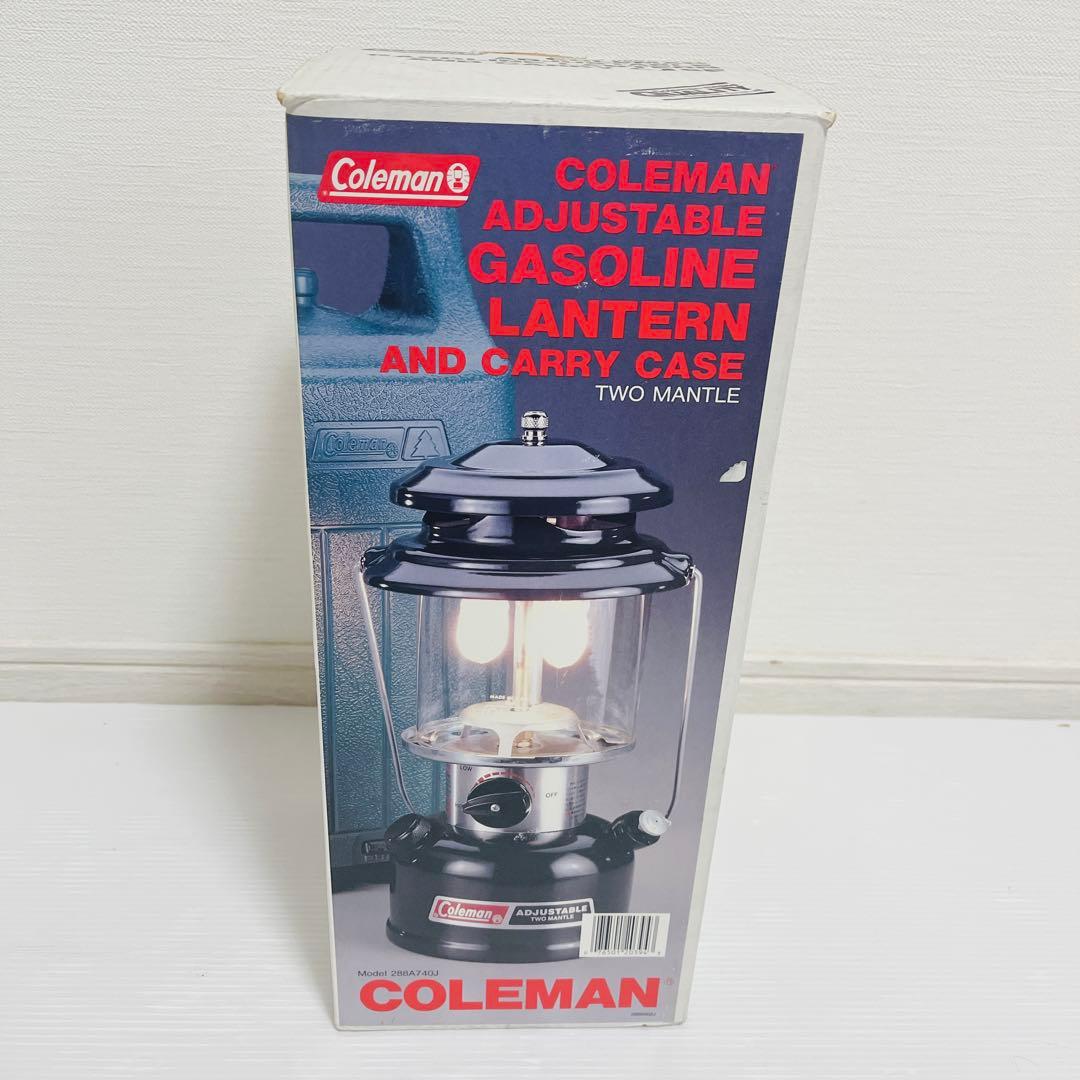 Coleman
COLEMAN
ADJUSTABLE
GASOLINE
LANTERN
AND CARRY CASE
TWO MANTLE
Coleman
MADE
LOW
OFF
Coleman
ADJUSTABLE
TWO MANTLE
Model 288A740J
COLEMAN